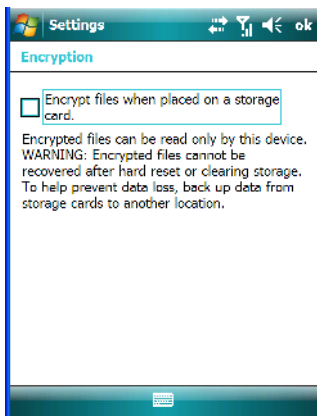 Settings
ok
Encryption
Encrypt files when placed on a storage
card.
Encrypted files can be read only by this device.
WARNING: Encrypted files cannot be
recovered after hard reset or clearing storage.
To help prevent data loss, back up data from
storage cards to another location.